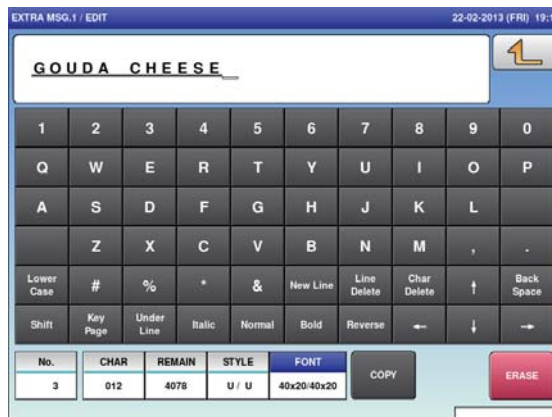 EXTRA MSG.1 / EDIT 22-02-2013 (FRI) 19:1
GOUDA CHEESE_
1 2 3 4 5 6 7 8 9 0
Q W E R T Y U I O P
A S D F G H J K L
Z X C V B N M , .
Lower Case # % * & New Line Line Delete Char Delete ↑ Back Space
Shift Key Page Under Line Italic Normal Bold Reverse ← ↓ →
No. CHAR REMAIN STYLE FONT COPY ERASE
3 012 4078 U / U 40x20/40x20